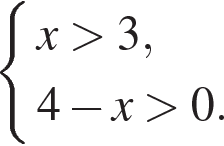 x > 3,
4 − x > 0.